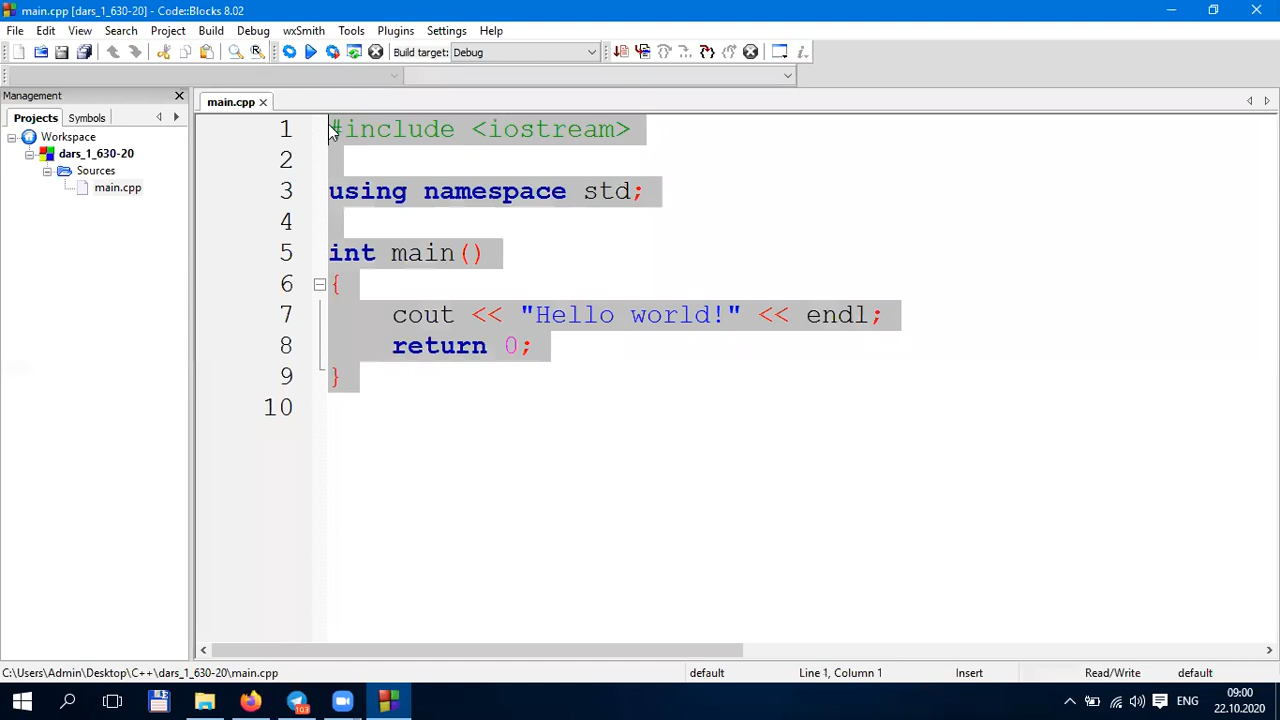 main.cpp [dars_1_630-20] - Code::Blocks 8.02
File Edit View Search Project Build Debug wxSmith Tools Plugins Settings Help
Build target: Debug
Management
main.cpp
Projects Symbols
Workspace
dars_1_630-20
Sources
main.cpp
1 #include <iostream>
2
3 using namespace std;
4
5 int main()
6 {
7 cout << "Hello world!" << endl;
8 return 0;
9 }
10
C:\Users\Admin\Desktop\C++\dars_1_630-20\main.cpp default Line 1, Column 1 Insert Read/Write default
ENG
09:00
22.10.2020